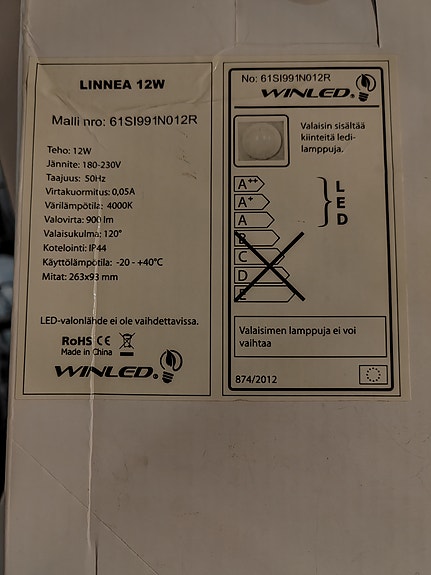 LINNEA 12W
Malli nro: 61SI991N012R
Teho: 12W
Jännite: 180-230V
Taajuus: 50Hz
Virtakuormitus: 0,05A
Värilämpötila: 4000K
Valovirta: 900 lm
Valaisukulma: 120°
Kotelointi: IP44
Käyttölämpötila: -20 - +40°C
Mitat: 263x93 mm
LED-valonlähde ei ole vaihdettavissa.
RoHS CE
Made in China
WINLED®
No: 61SI991N012R
WINLED®
Valaisin sisältää
kiinteitä ledi-
lamppuja.
A++
A+
A
B
C
D
E
L
E
D
Valaisimen lamppuja ei voi
vaihtaa
874/2012